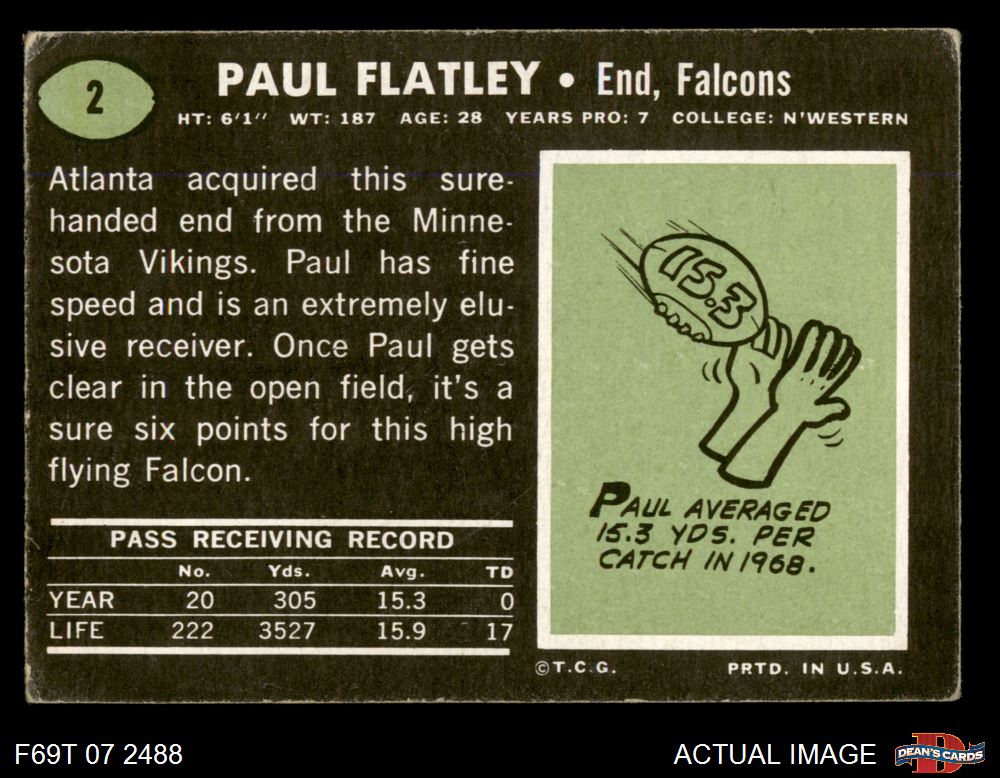 2
PAUL FLATLEY • End, Falcons
HT: 6'1" WT: 187 AGE: 28 YEARS PRO: 7 COLLEGE: N'WESTERN
Atlanta acquired this sure-
handed end from the Minne-
sota Vikings. Paul has fine
speed and is an extremely elu-
sive receiver. Once Paul gets
clear in the open field, it's a
sure six points for this high
flying Falcon.
PASS RECEIVING RECORD
No. Yds. Avg. TD
YEAR 20 305 15.3 0
LIFE 222 3527 15.9 17
15.3
PAUL AVERAGED
15.3 YDS. PER
CATCH IN 1968.
©T.C.G. PRTD. IN U.S.A.
F69T 07 2488
ACTUAL IMAGE
D
DEAN'S CARDS